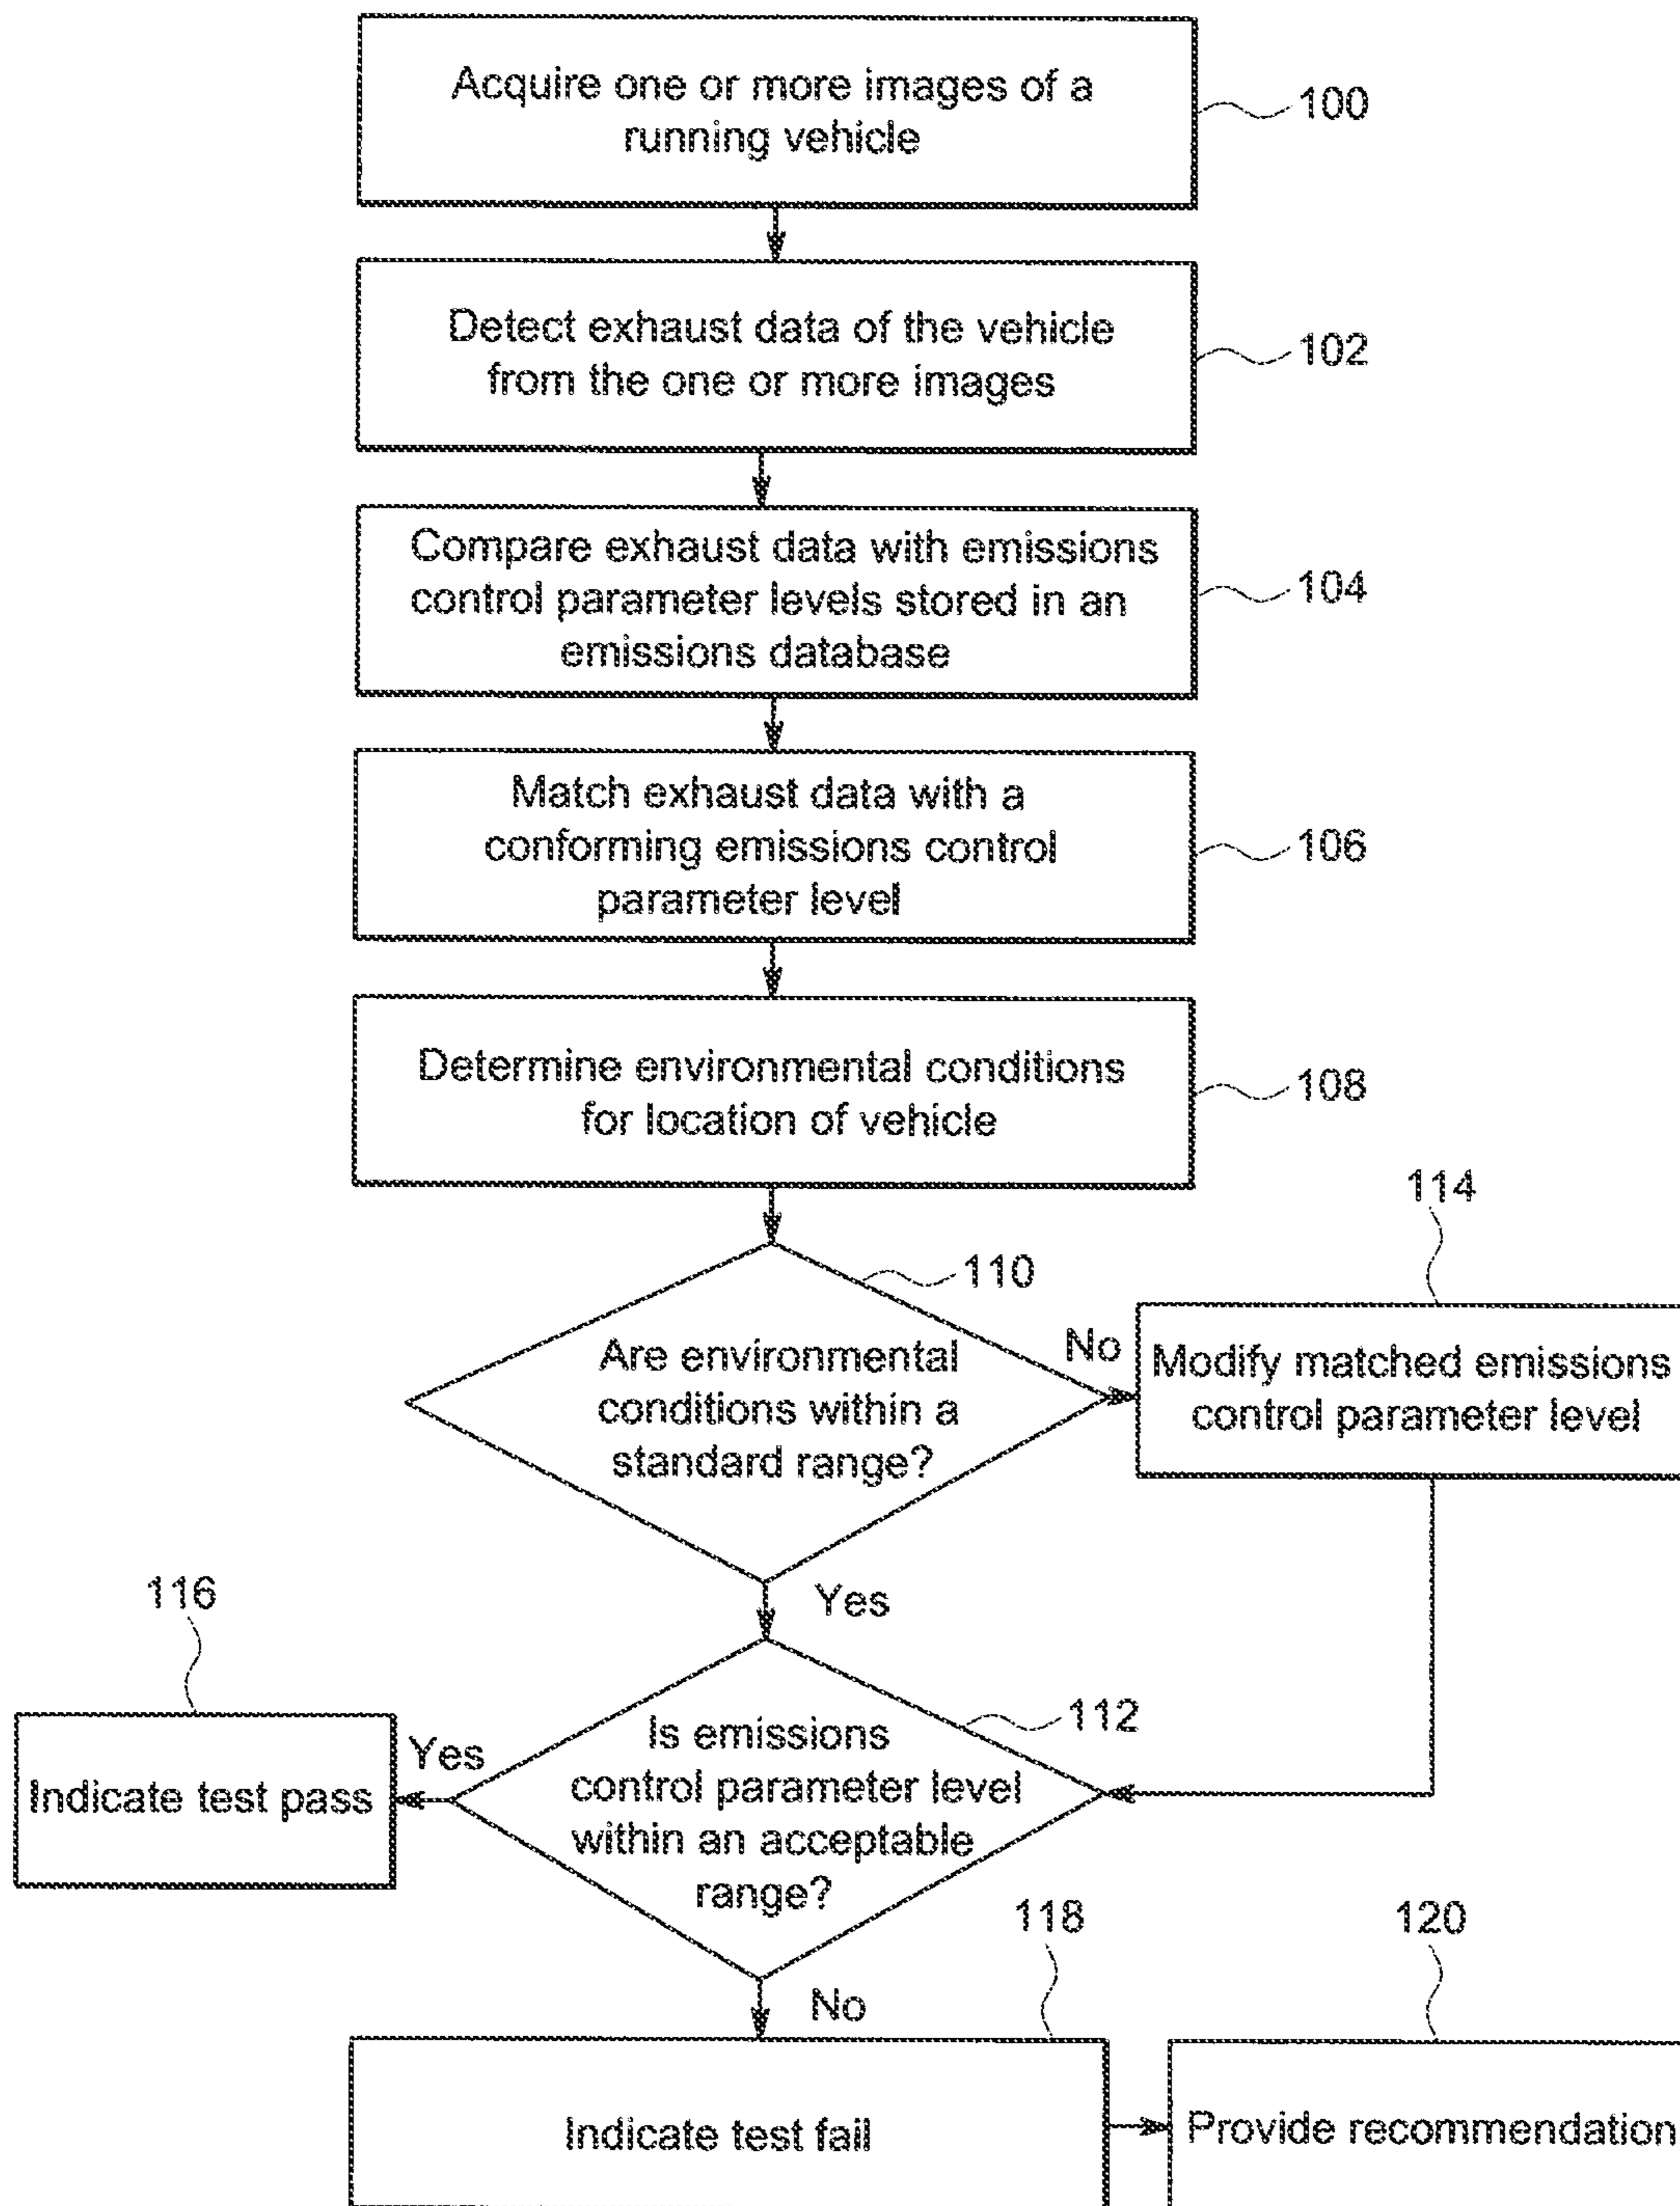 Acquire one or more images of a
running vehicle
100
Detect exhaust data of the vehicle
from the one or more images
102
Compare exhaust data with emissions
control parameter levels stored in an
emissions database
104
Match exhaust data with a
conforming emissions control
parameter level
106
Determine environmental conditions
for location of vehicle
108
110
Are environmental
conditions within a
standard range?
No
114
Modify matched emissions
control parameter level
Yes
112
Is emissions
control parameter level
within an acceptable
range?
Yes
116
Indicate test pass
No
118
Indicate test fail
120
Provide recommendation